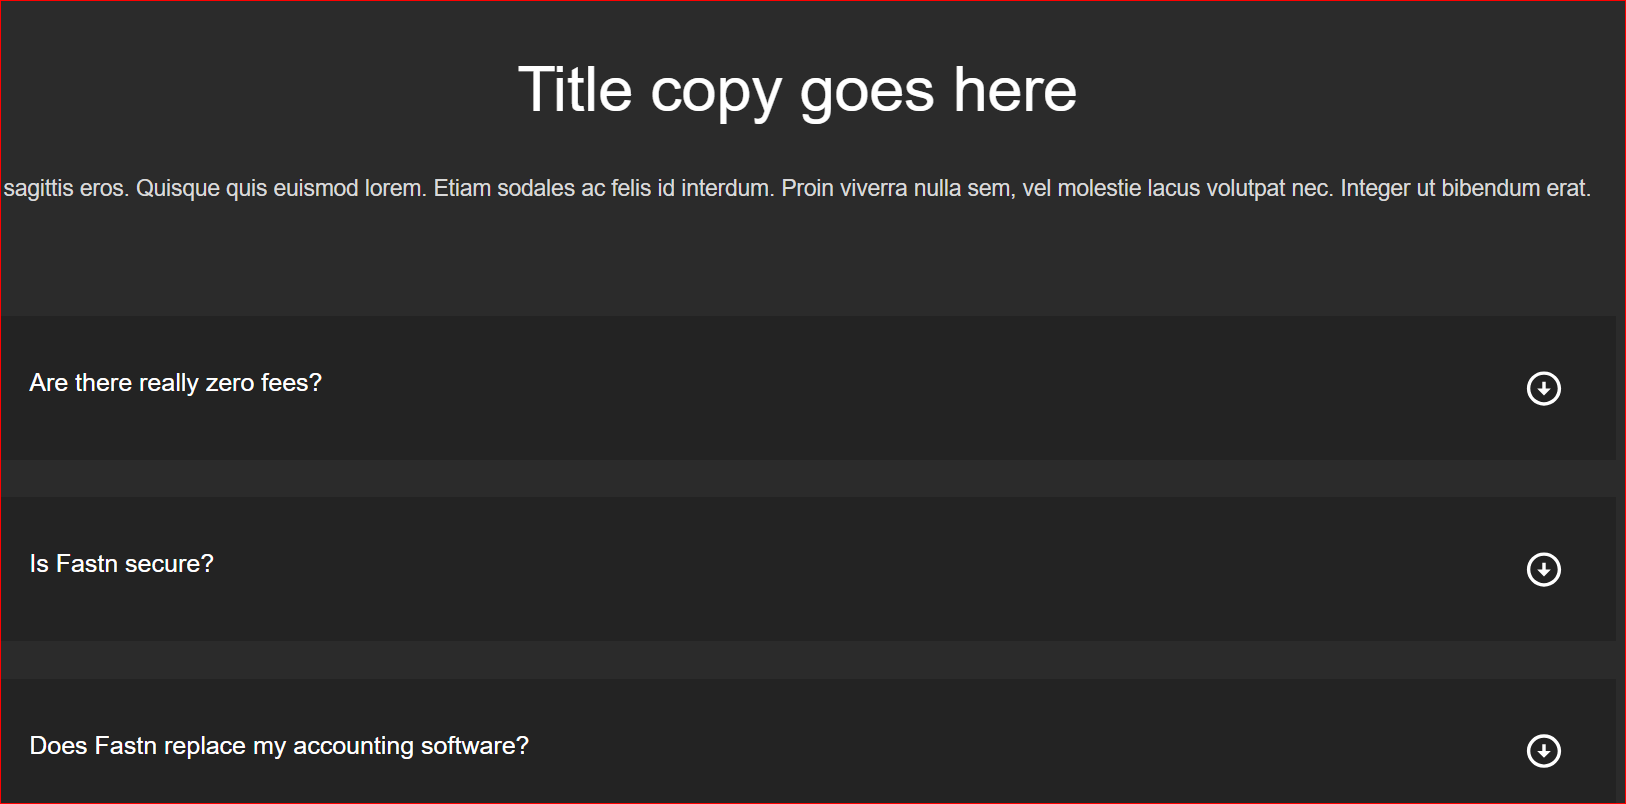 Title copy goes here
sagittis eros. Quisque quis euismod lorem. Etiam sodales ac felis id interdum. Proin viverra nulla sem, vel molestie lacus volutpat nec. Integer ut bibendum erat.
Are there really zero fees?
Is Fastn secure?
Does Fastn replace my accounting software?